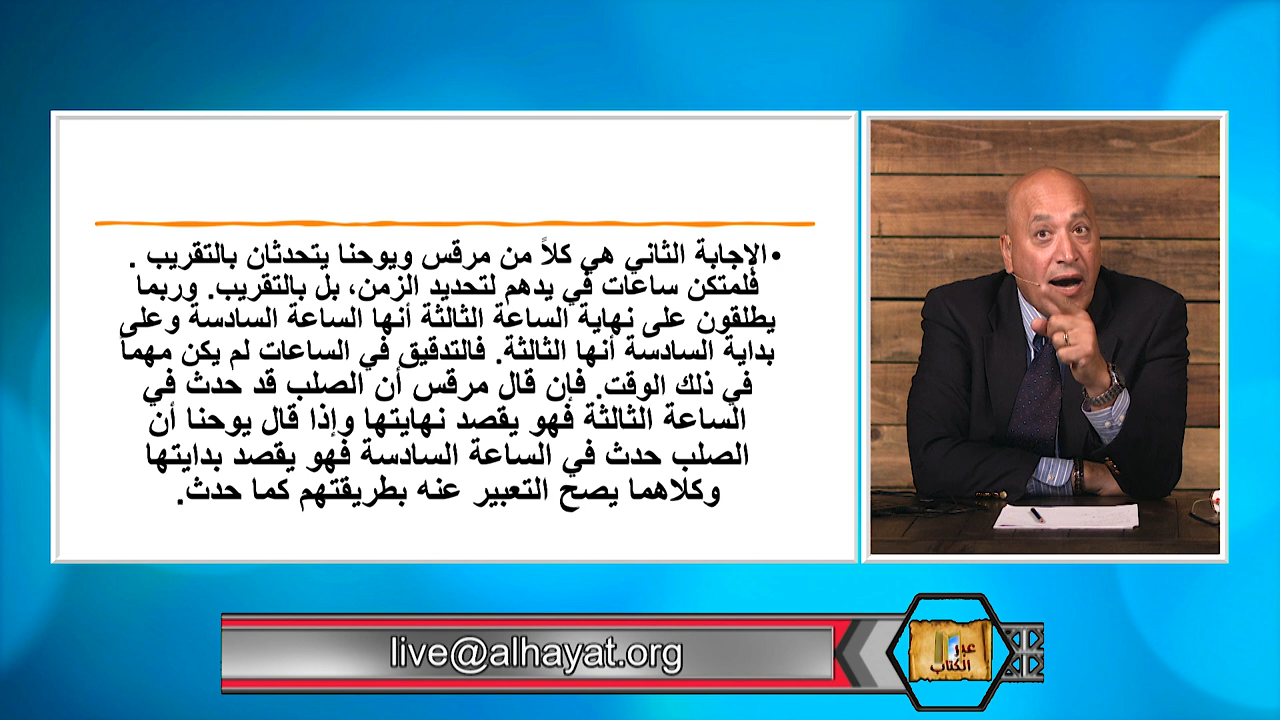 • الإجابة الثاني هي كلاً من مرقس ويوحنا يتحدثان بالتقريب .
فلمتكن ساعات في يدهم لتحديد الزمن، بل بالتقريب. وربما
يطلقون على نهاية الساعة الثالثة أنها الساعة السادسة وعلى
بداية السادسة أنها الثالثة. فالتدقيق في الساعات لم يكن مهماً
في ذلك الوقت. فإن قال مرقس أن الصلب قد حدث في
الساعة الثالثة فهو يقصد نهايتها وإذا قال يوحنا أن
الصلب حدث في الساعة السادسة فهو يقصد بدايتها
وكلاهما يصح التعبير عنه بطريقتهم كما حدث.
live@alhayat.org
عبر
الكتاب